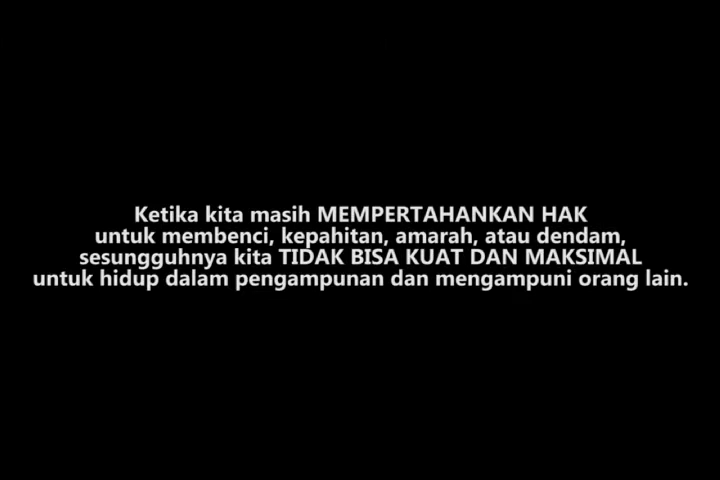 Ketika kita masih MEMPERTAHANKAN HAK
untuk membenci, kepahitan, amarah, atau dendam,
sesungguhnya kita TIDAK BISA KUAT DAN MAKSIMAL
untuk hidup dalam pengampunan dan mengampuni orang lain.